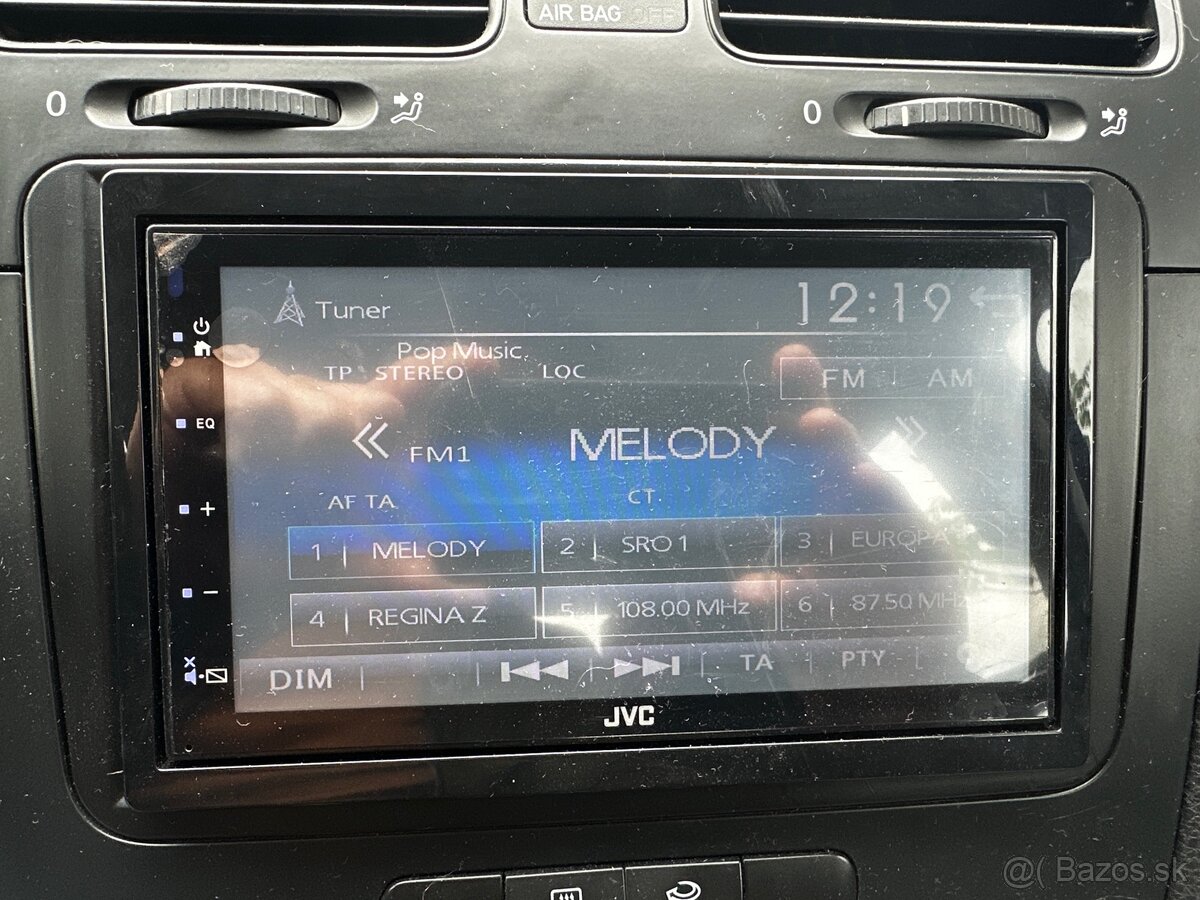 AIR BAG OFF
0
0
Tuner
12:19
Pop Music
TP STEREO LOC
FM AM
EQ
FM1 MELODY
+
AF TA CT
1 MELODY 2 SRO 1 3 EUROPA
-
4 REGINA Z 5 108.00 MHz 6 87.50 MHz
DIM TA PTY
JVC
@( Bazos.sk